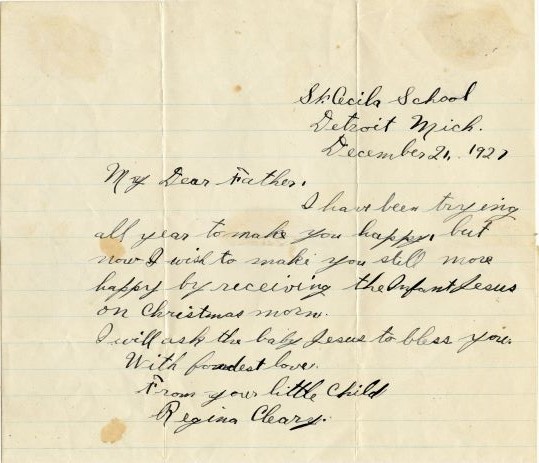 St. Cecila School
Detroit Mich.
December 21, 1927
My Dear Father,
I have been trying
all year to make you happy, but
now I wish to make you still more
happy by receiving the Infant Jesus
on Christmas morn.
I will ask the baby Jesus to bless you.
With fondest love.
From your little Child
Regina Cleary.